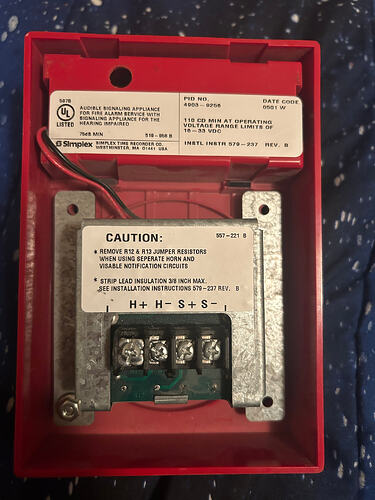 587B
UL
LISTED
AUDIBLE SIGNALING APPLIANCE
FOR FIRE ALARM SERVICE WITH
SIGNALING APPLIANCE FOR THE
HEARING IMPAIRED
75dB MIN 518-958 B
Simplex SIMPLEX TIME RECORDER CO.
WESTMINSTER, MA 01441 USA
PID NO. DATE CODE
4903-9256 0501 W
110 CD MIN AT OPERATING
VOLTAGE RANGE LIMITS OF
18-33 VDC
INSTL INSTR 579-237 REV. B
CAUTION: 557-221 B
* REMOVE R12 & R13 JUMPER RESISTORS
WHEN USING SEPERATE HORN AND
VISABLE NOTIFICATION CIRCUITS
* STRIP LEAD INSULATION 3/8 INCH MAX.
SEE INSTALLATION INSTRUCTIONS 579-237 REV. B
H+ H- S+ S-